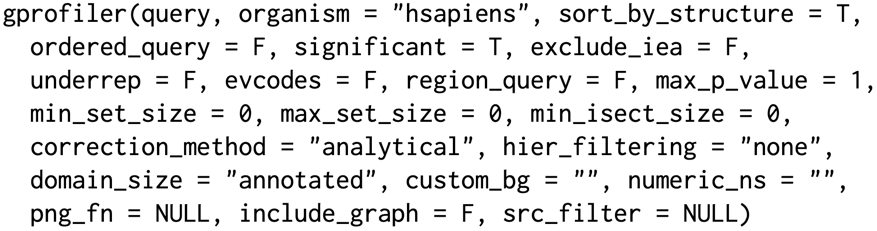 gprofiler(query, organism = "hsapiens", sort_by_structure = T,
ordered_query = F, significant = T, exclude_iea = F,
underrep = F, evcodes = F, region_query = F, max_p_value = 1,
min_set_size = 0, max_set_size = 0, min_isect_size = 0,
correction_method = "analytical", hier_filtering = "none",
domain_size = "annotated", custom_bg = "", numeric_ns = "",
png_fn = NULL, include_graph = F, src_filter = NULL)